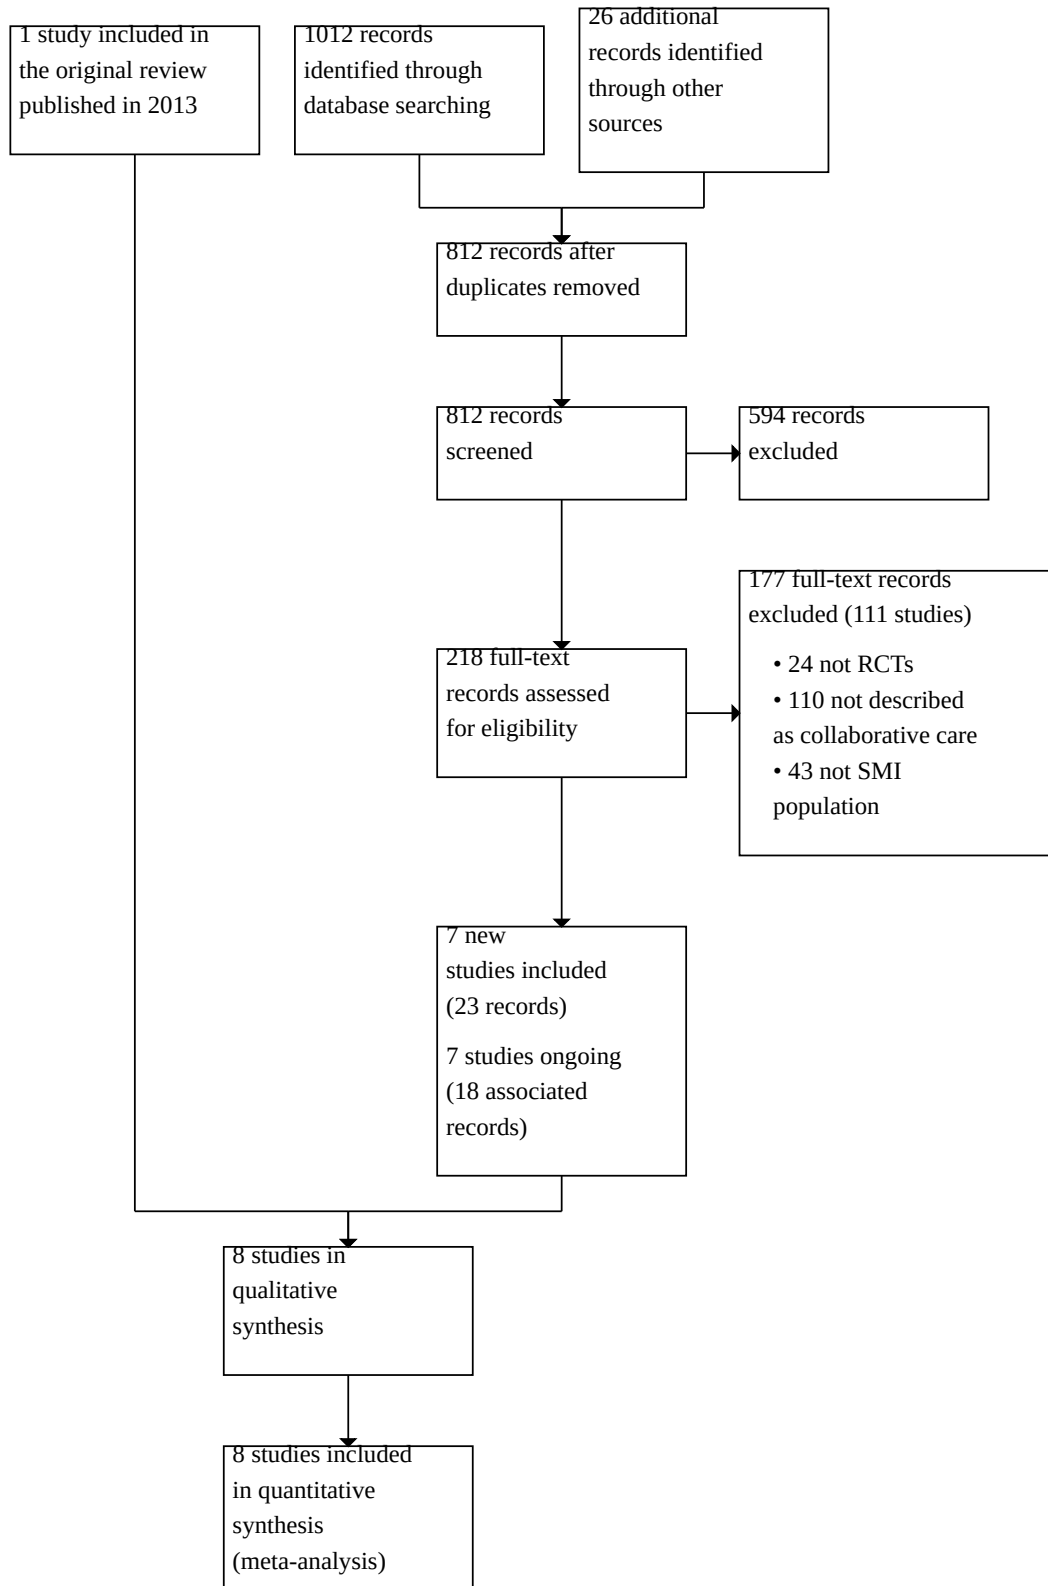 1 study included in
the original review
published in 2013
1012 records
identified through
database searching
26 additional
records identified
through other
sources
812 records after
duplicates removed
812 records
screened
594 records
excluded
218 full-text
records assessed
for eligibility
177 full-text records
excluded (111 studies)
• 24 not RCTs
• 110 not described
as collaborative care
• 43 not SMI
population
7 new
studies included
(23 records)
7 studies ongoing
(18 associated
records)
8 studies in
qualitative
synthesis
8 studies included
in quantitative
synthesis
(meta-analysis)